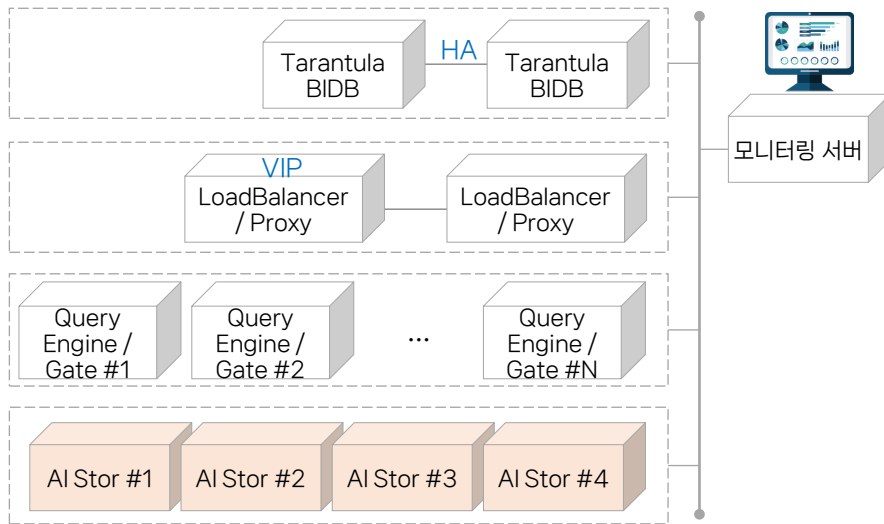 HA
Tarantula
BIDB
Tarantula
BIDB
모니터링 서버
VIP
LoadBalancer
/ Proxy
LoadBalancer
/ Proxy
Query
Engine /
Gate #1
Query
Engine /
Gate #2
...
Query
Engine /
Gate #N
AI Stor #1
AI Stor #2
AI Stor #3
AI Stor #4